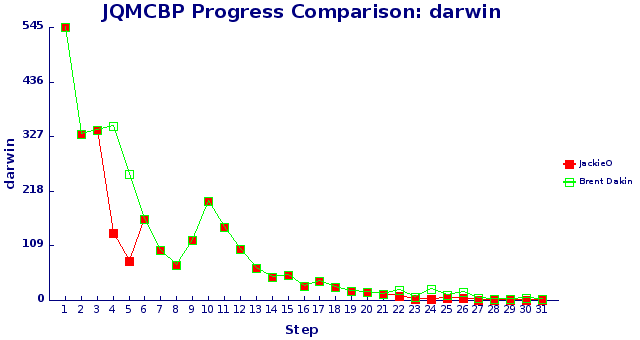 JQMCBP Progress Comparison: darwin
545
436
327
218
109
0
darwin
1 2 3 4 5 6 7 8 9 10 11 12 13 14 15 16 17 18 19 20 21 22 23 24 25 26 27 28 29 30 31
Step
JackieO
Brent Dakin